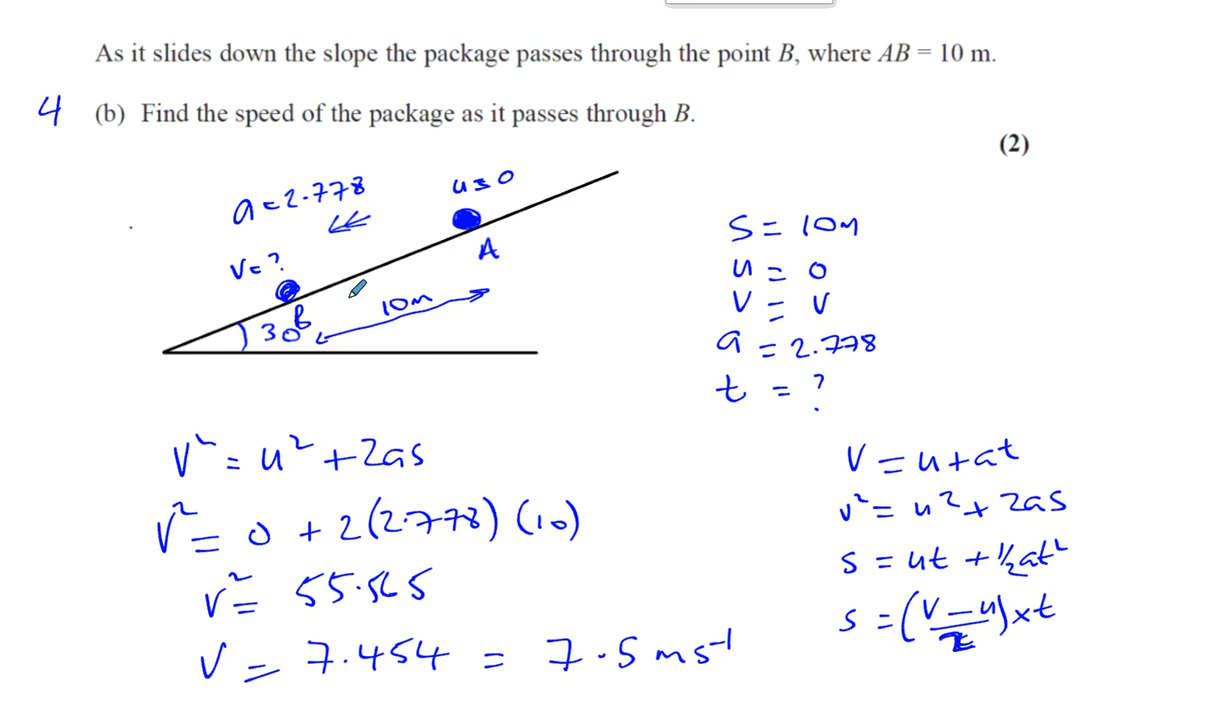 As it slides down the slope the package passes through the point B, where AB = 10 m.
4 (b) Find the speed of the package as it passes through B.
(2)
a = 2.778
u = 0
A
v = ?
B
10m
30°
S = 10m
u = 0
v = v
a = 2.778
t = ?
v² = u² + 2as
v² = 0 + 2(2.778)(10)
v² = 55.565
v = 7.454 = 7.5 ms⁻¹
v = u + at
v² = u² + 2as
s = ut + ½at²
s = (v − u / 2) × t